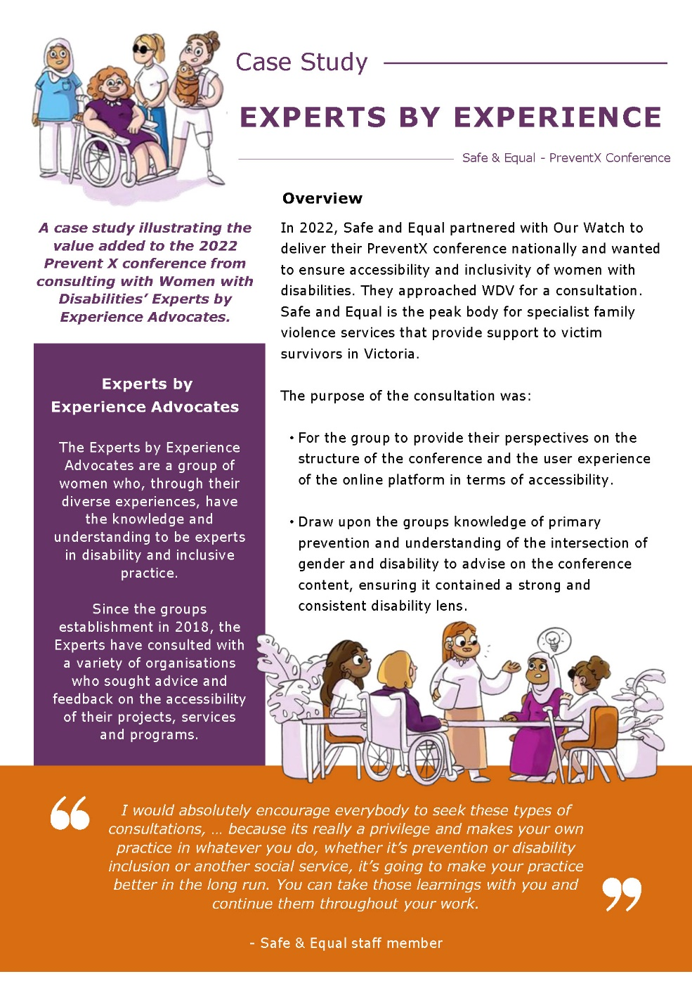 Case Study
EXPERTS BY EXPERIENCE
Safe & Equal - PreventX Conference
A case study illustrating the
value added to the 2022
Prevent X conference from
consulting with Women with
Disabilities’ Experts by
Experience Advocates.
Experts by
Experience Advocates
The Experts by Experience
Advocates are a group of
women who, through their
diverse experiences, have
the knowledge and
understanding to be experts
in disability and inclusive
practice.
Since the groups
establishment in 2018, the
Experts have consulted with
a variety of organisations
who sought advice and
feedback on the accessibility
of their projects, services
and programs.
Overview
In 2022, Safe and Equal partnered with Our Watch to
deliver their PreventX conference nationally and wanted
to ensure accessibility and inclusivity of women with
disabilities. They approached WDV for a consultation.
Safe and Equal is the peak body for specialist family
violence services that provide support to victim
survivors in Victoria.
The purpose of the consultation was:
• For the group to provide their perspectives on the
structure of the conference and the user experience
of the online platform in terms of accessibility.
• Draw upon the groups knowledge of primary
prevention and understanding of the intersection of
gender and disability to advise on the conference
content, ensuring it contained a strong and
consistent disability lens.
“
I would absolutely encourage everybody to seek these types of
consultations, ... because its really a privilege and makes your own
practice in whatever you do, whether it’s prevention or disability
inclusion or another social service, it’s going to make your practice
better in the long run. You can take those learnings with you and
continue them throughout your work.
”
- Safe & Equal staff member